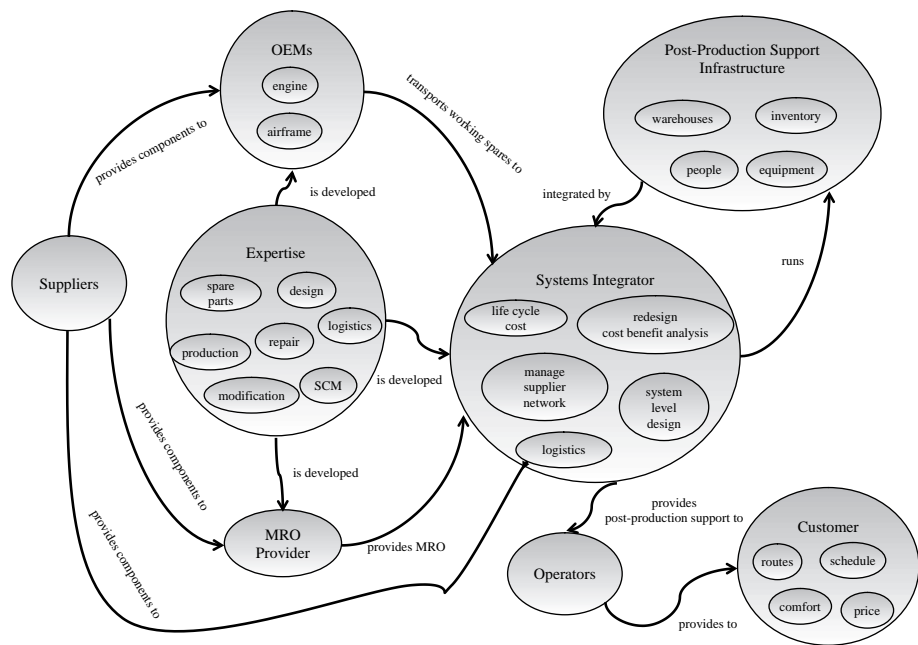 OEMs
engine
airframe
Post-Production Support
Infrastructure
warehouses
inventory
people
equipment
transports working spares to
provides components to
is developed
integrated by
Expertise
spare
parts
design
logistics
repair
production
SCM
modification
Suppliers
Systems Integrator
life cycle
cost
redesign
cost benefit analysis
manage
supplier
network
system
level
design
logistics
runs
is developed
is developed
provides components to
provides components to
MRO
Provider
provides MRO
provides
post-production support to
Operators
provides to
Customer
routes
schedule
comfort
price